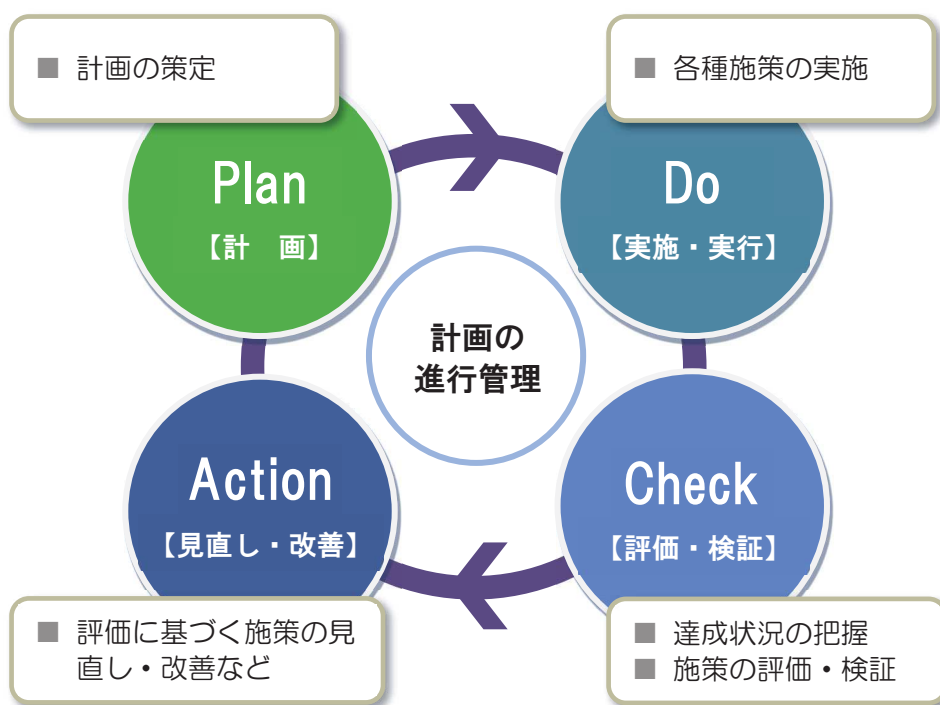 ■ 計画の策定
Plan
【計　画】
■ 各種施策の実施
Do
【実施・実行】
計画の
進行管理
Action
【見直し・改善】
■ 評価に基づく施策の見
直し・改善など
Check
【評価・検証】
■ 達成状況の把握
■ 施策の評価・検証